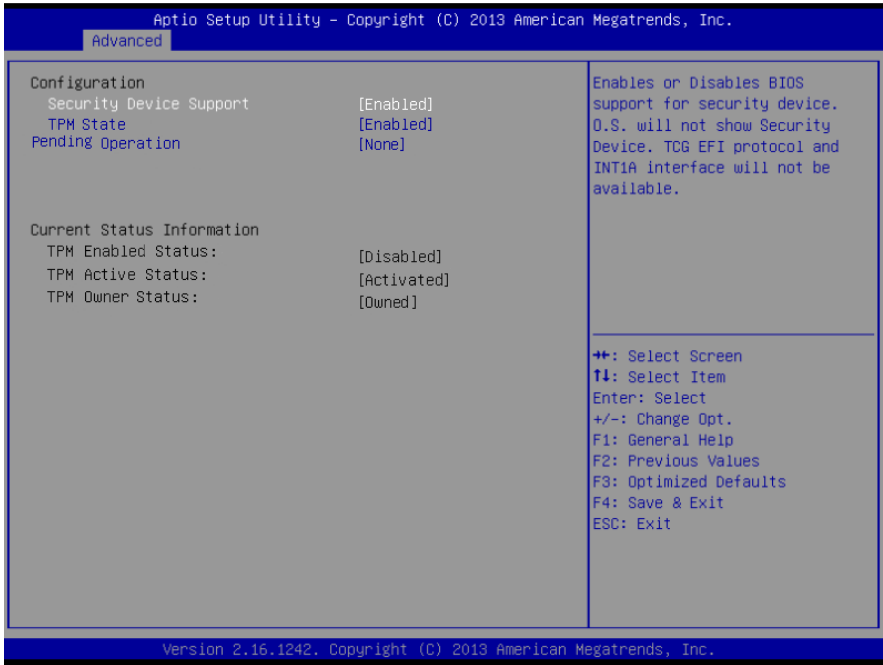 Aptio Setup Utility – Copyright (C) 2013 American Megatrends, Inc.
Advanced
Configuration
Security Device Support [Enabled]
TPM State [Enabled]
Pending Operation [None]
Current Status Information
TPM Enabled Status: [Disabled]
TPM Active Status: [Activated]
TPM Owner Status: [Owned]
Enables or Disables BIOS
support for security device.
O.S. will not show Security
Device. TCG EFI protocol and
INT1A interface will not be
available.
→←: Select Screen
↑↓: Select Item
Enter: Select
+/-: Change Opt.
F1: General Help
F2: Previous Values
F3: Optimized Defaults
F4: Save & Exit
ESC: Exit
Version 2.16.1242. Copyright (C) 2013 American Megatrends, Inc.